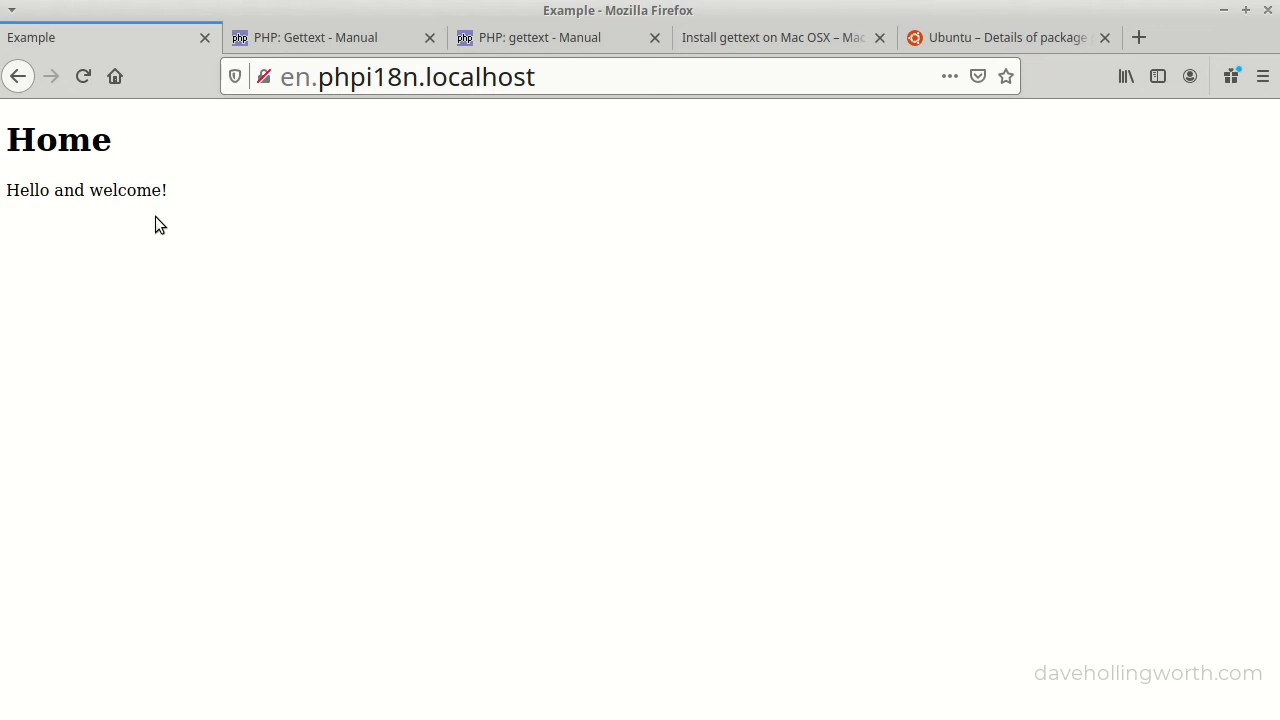 Example - Mozilla Firefox
Example
PHP: Gettext - Manual
PHP: gettext - Manual
Install gettext on Mac OSX – Mac
Ubuntu – Details of package
en.phpi18n.localhost
Home
Hello and welcome!
davehollingworth.com